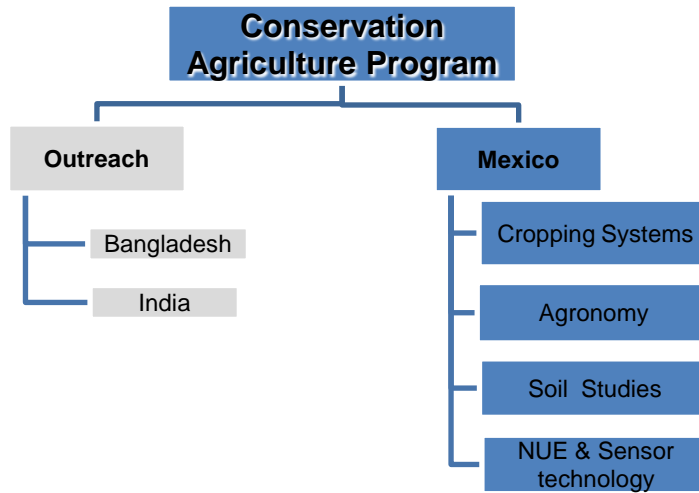 Conservation
Agriculture Program
Outreach
Bangladesh
India
Mexico
Cropping Systems
Agronomy
Soil Studies
NUE & Sensor
technology